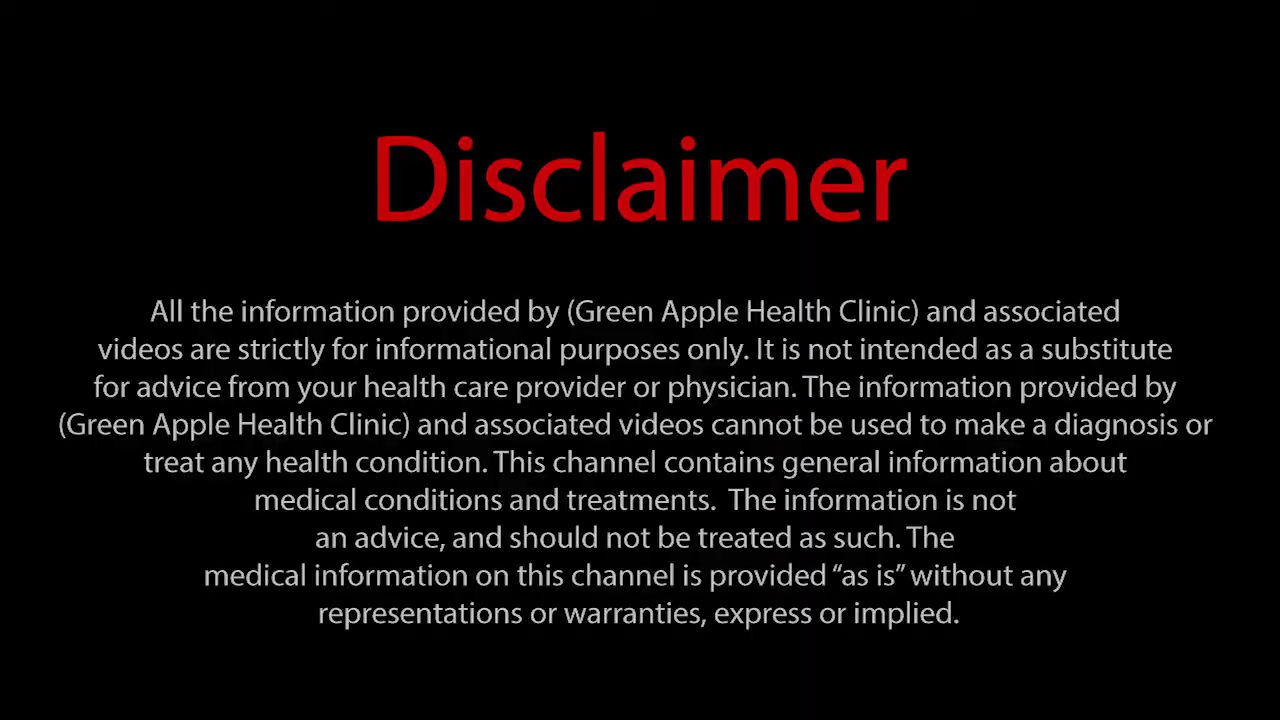 Disclaimer
All the information provided by (Green Apple Health Clinic) and associated
videos are strictly for informational purposes only. It is not intended as a substitute
for advice from your health care provider or physician. The information provided by
(Green Apple Health Clinic) and associated videos cannot be used to make a diagnosis or
treat any health condition. This channel contains general information about
medical conditions and treatments.  The information is not
an advice, and should not be treated as such. The
medical information on this channel is provided “as is” without any
representations or warranties, express or implied.